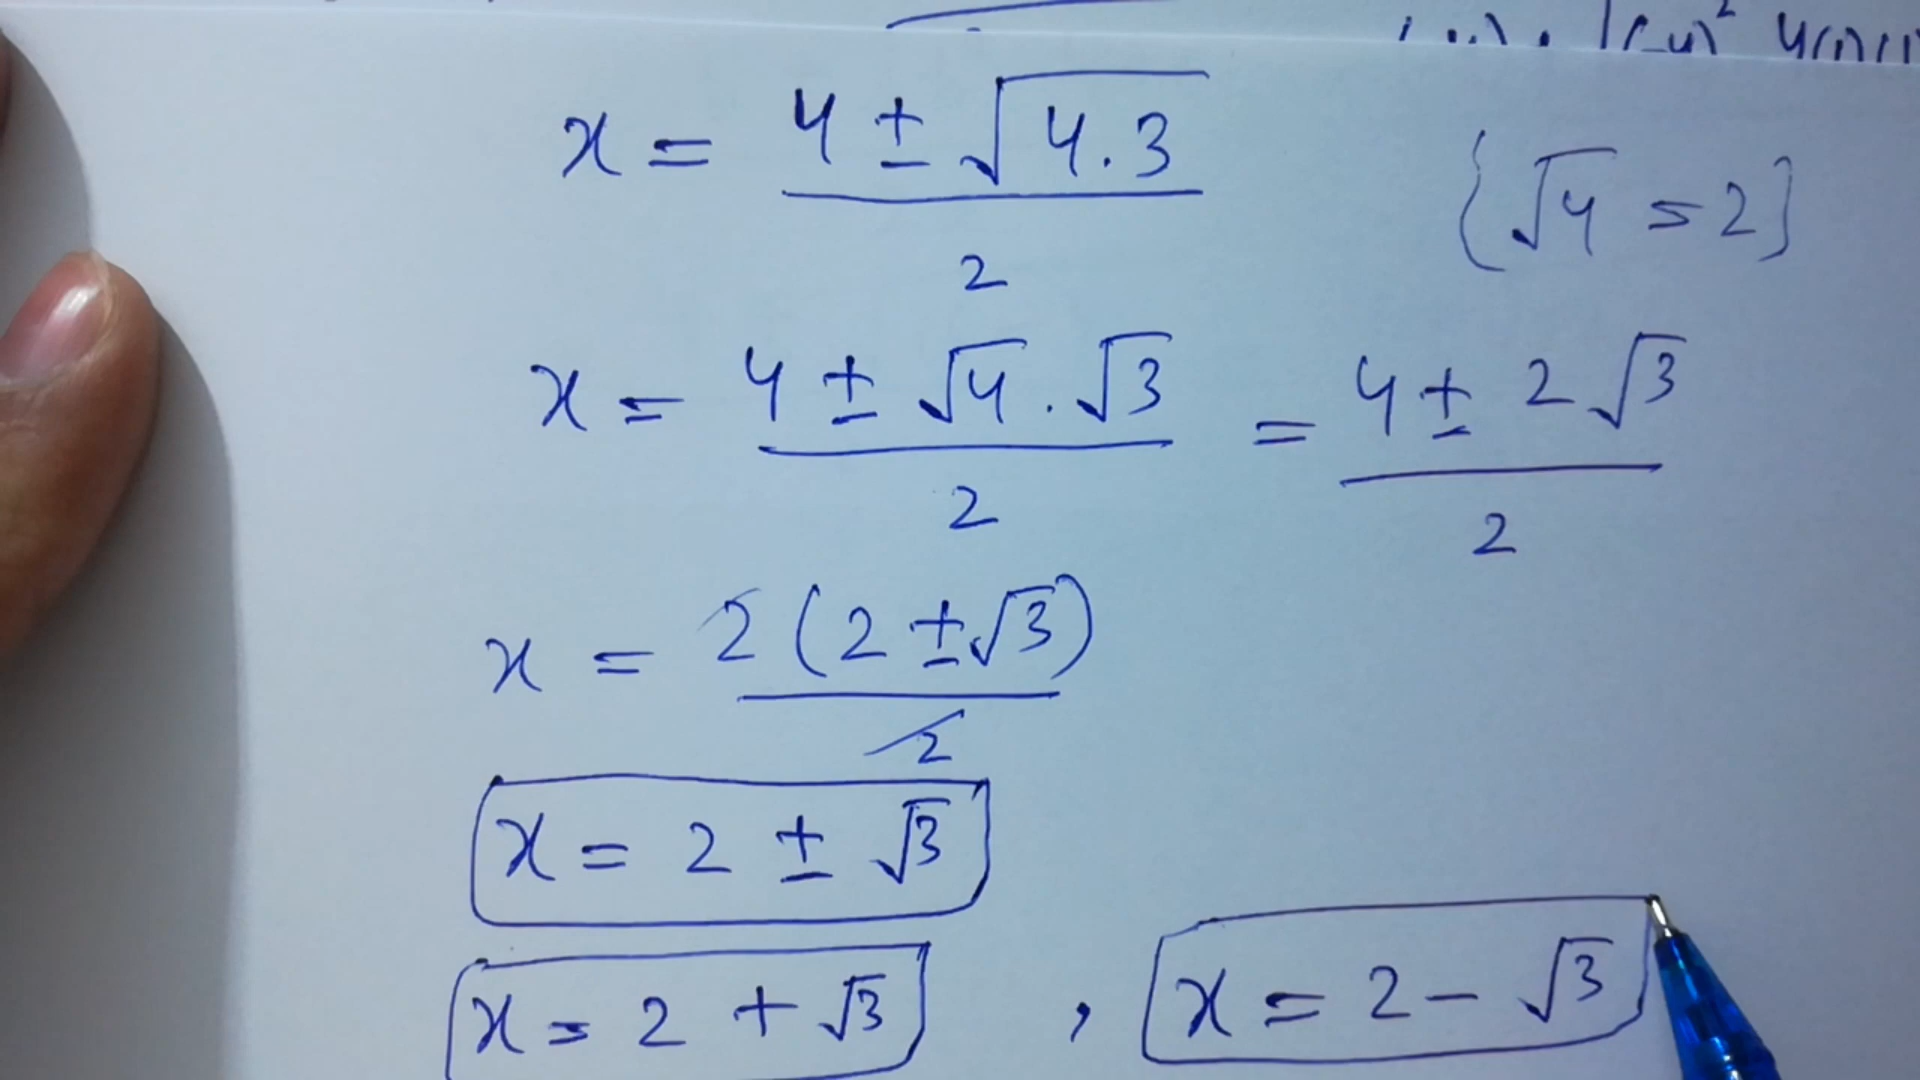 x = 4 ± √4.3 / 2
{√4 = 2}
x = 4 ± √4 . √3 / 2 = 4 ± 2√3 / 2
x = 2 (2 ± √3) / 2
x = 2 ± √3
x = 2 + √3 , x = 2 - √3